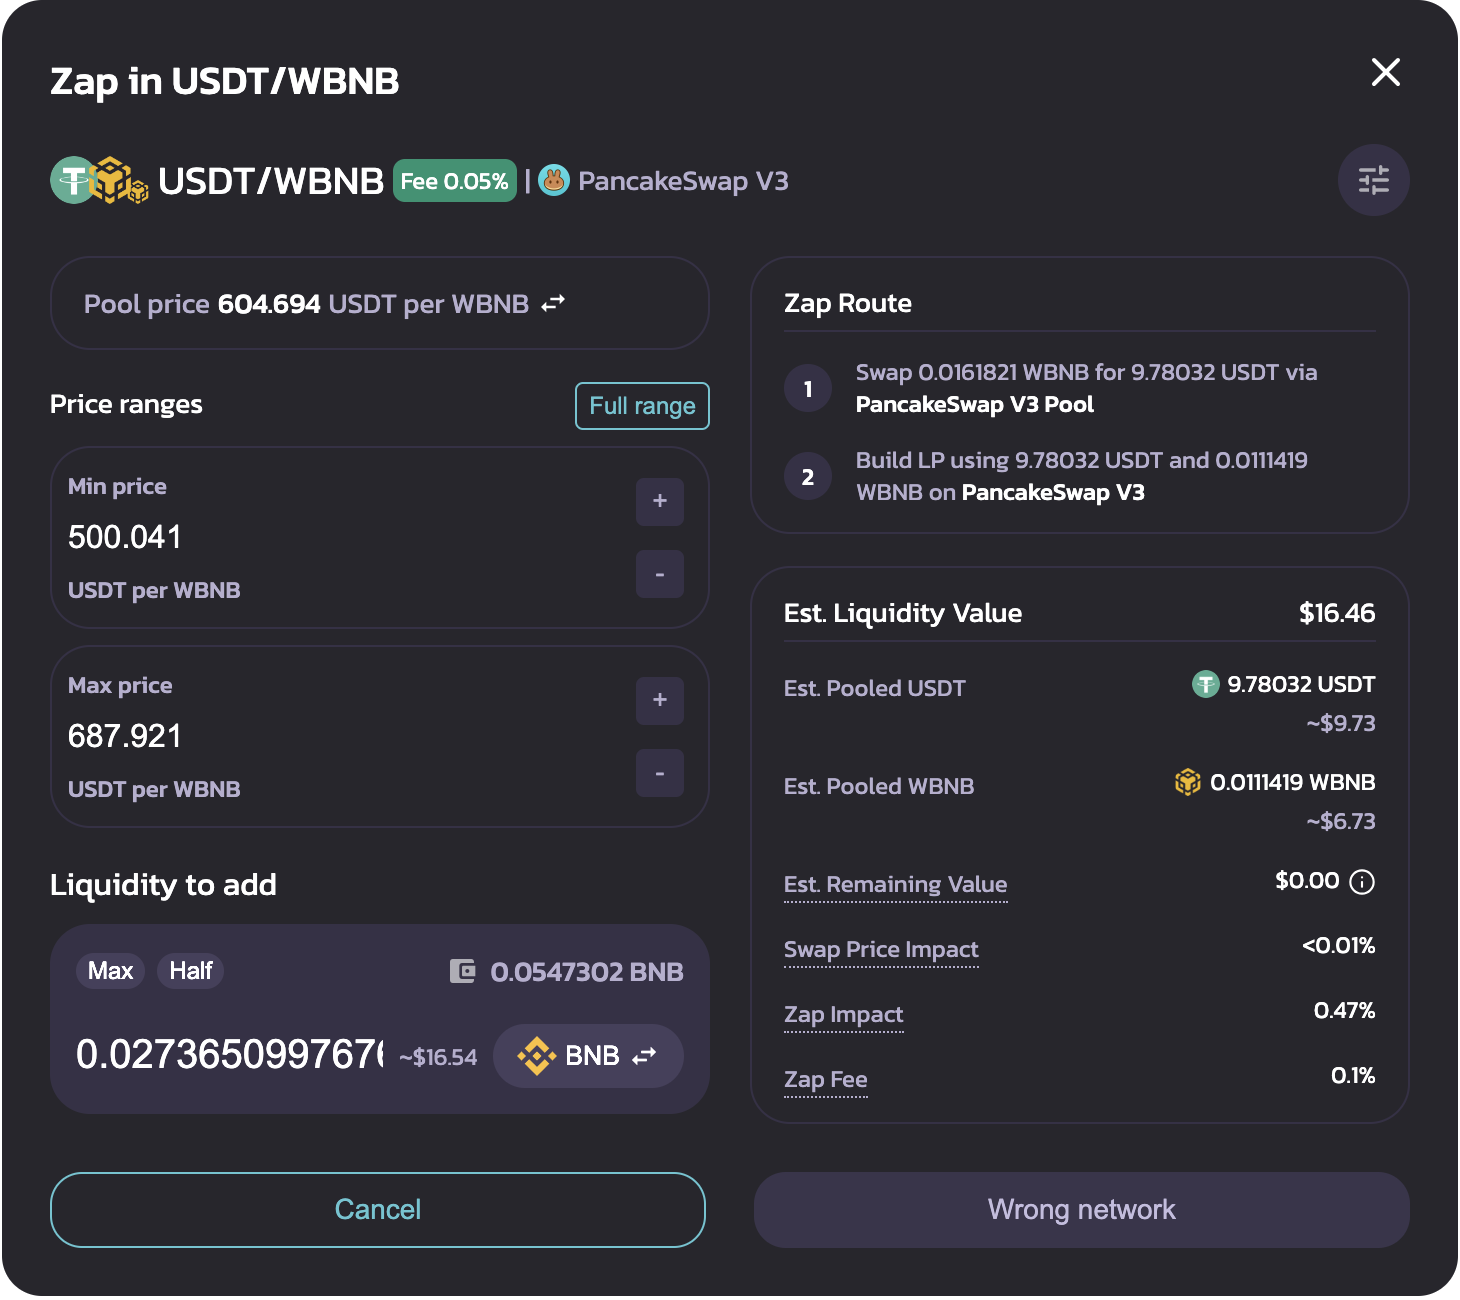 Zap in USDT/WBNB
USDT/WBNB Fee 0.05% | PancakeSwap V3
Pool price 604.694 USDT per WBNB
Price ranges
Full range
Min price
500.041
USDT per WBNB
+
-
Max price
687.921
USDT per WBNB
+
-
Liquidity to add
Max Half 0.0547302 BNB
0.0273650997676 ~$16.54 BNB
Zap Route
1 Swap 0.0161821 WBNB for 9.78032 USDT via
PancakeSwap V3 Pool
2 Build LP using 9.78032 USDT and 0.0111419
WBNB on PancakeSwap V3
Est. Liquidity Value $16.46
Est. Pooled USDT 9.78032 USDT
~$9.73
Est. Pooled WBNB 0.0111419 WBNB
~$6.73
Est. Remaining Value $0.00
Swap Price Impact <0.01%
Zap Impact 0.47%
Zap Fee 0.1%
Cancel
Wrong network